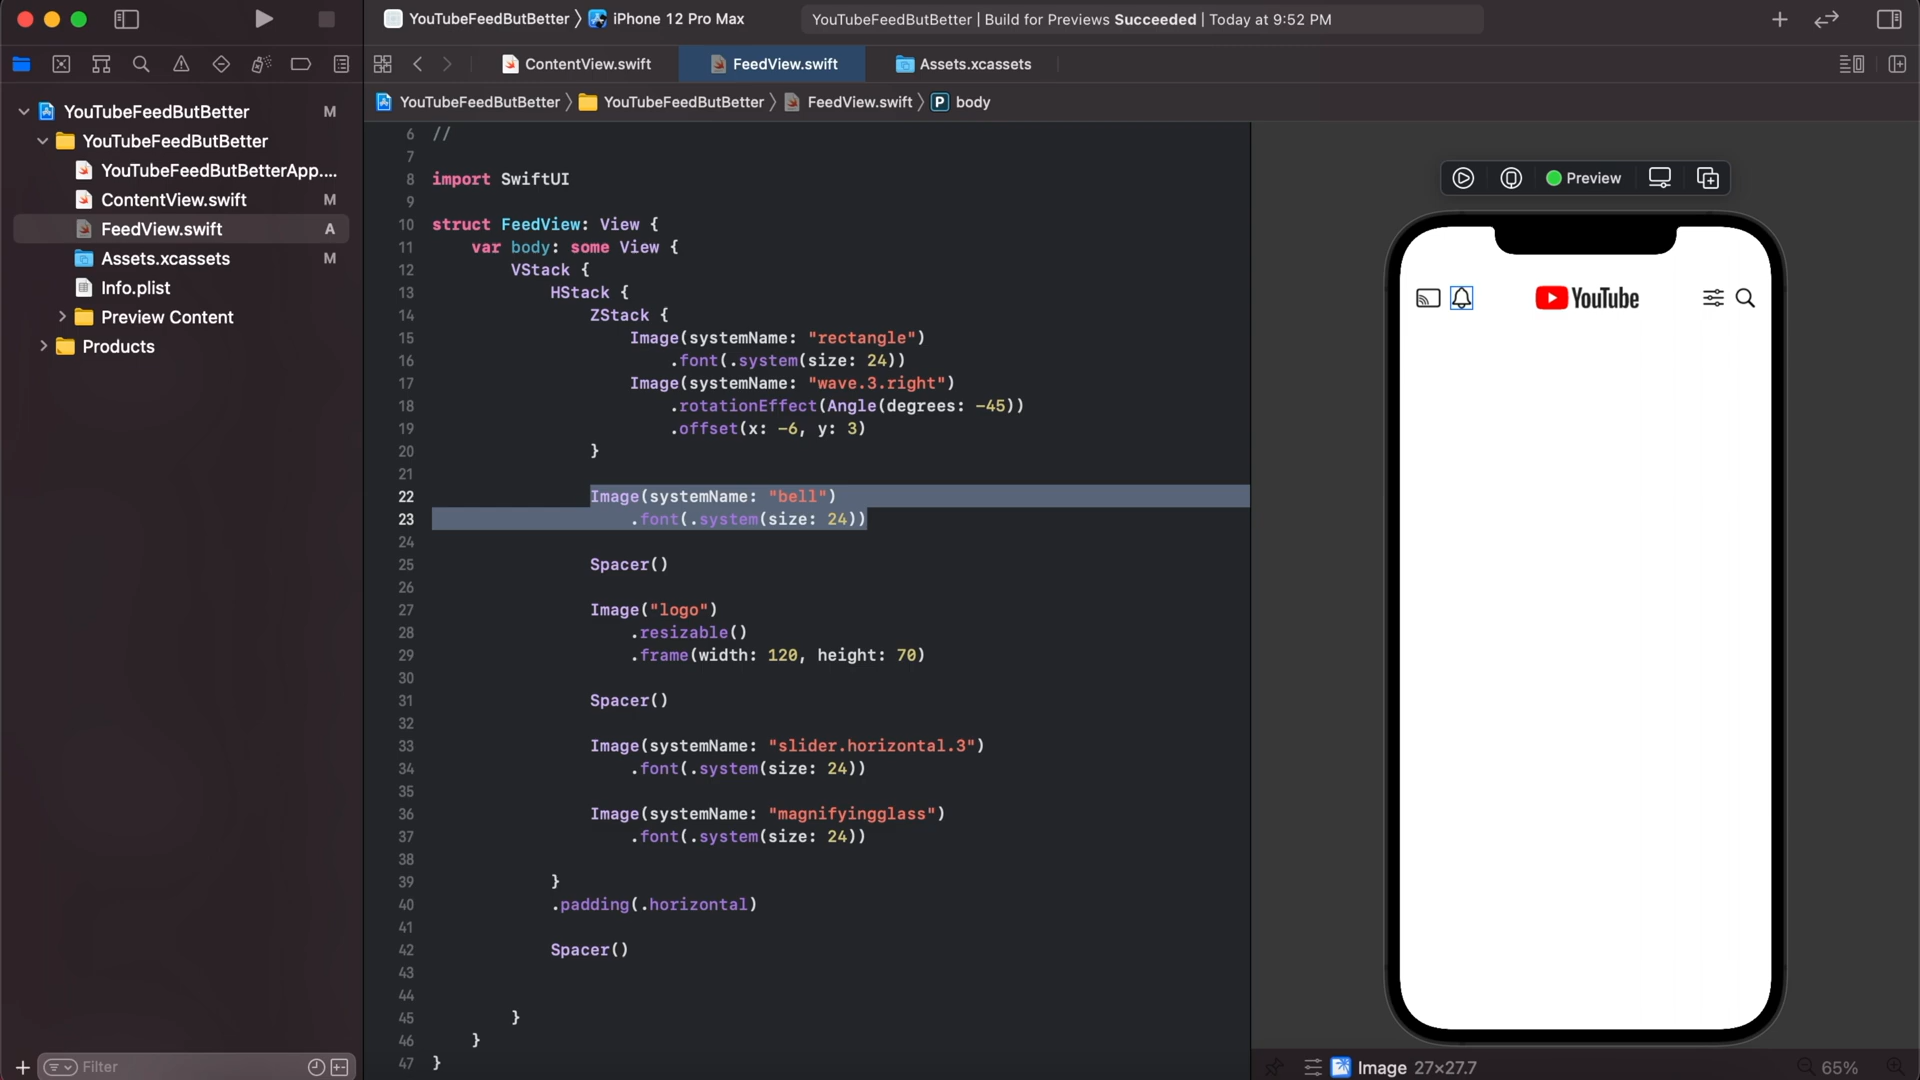 YouTubeFeedButBetter 〉 iPhone 12 Pro Max
YouTubeFeedButBetter | Build for Previews Succeeded | Today at 9:52 PM
ContentView.swift
FeedView.swift
Assets.xcassets
YouTubeFeedButBetter 〉 YouTubeFeedButBetter 〉 FeedView.swift 〉 P body
YouTubeFeedButBetter M
YouTubeFeedButBetter
YouTubeFeedButBetterApp....
ContentView.swift M
FeedView.swift A
Assets.xcassets M
Info.plist
Preview Content
Products
Filter
6 //
7
8 import SwiftUI
9
10 struct FeedView: View {
11 var body: some View {
12 VStack {
13 HStack {
14 ZStack {
15 Image(systemName: "rectangle")
16 .font(.system(size: 24))
17 Image(systemName: "wave.3.right")
18 .rotationEffect(Angle(degrees: -45))
19 .offset(x: -6, y: 3)
20 }
21
22 Image(systemName: "bell")
23 .font(.system(size: 24))
24
25 Spacer()
26
27 Image("logo")
28 .resizable()
29 .frame(width: 120, height: 70)
30
31 Spacer()
32
33 Image(systemName: "slider.horizontal.3")
34 .font(.system(size: 24))
35
36 Image(systemName: "magnifyingglass")
37 .font(.system(size: 24))
38
39 }
40 .padding(.horizontal)
41
42 Spacer()
43
44
45 }
46 }
47 }
Preview
YouTube
Image 27×27.7
65%